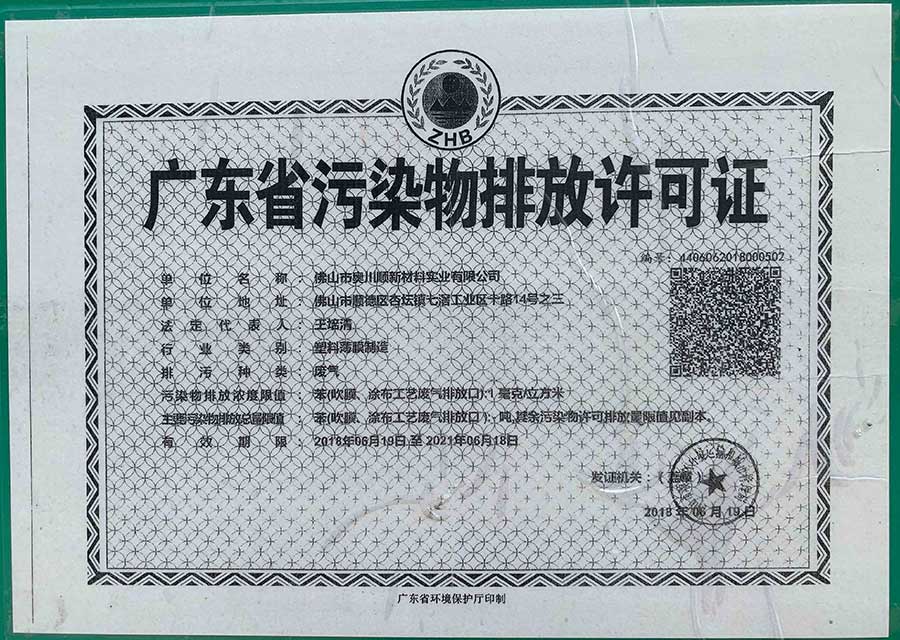 ZHB
广东省污染物排放许可证
编号：4406062018000502
单位名称：佛山市奥川顺新材料实业有限公司
单位地址：佛山市顺德区杏坛镇七滘工业区十路14号之三
法定代表人：王培清
行业类别：塑料薄膜制造
排污种类：废气
污染物排放浓度限值：苯(吹膜、涂布工艺废气排放口):1 毫克/立方米
主要污染物排放总量限值：苯(吹膜、涂布工艺废气排放口)：吨,其余污染物许可排放量限值见副本。
有效期限：2018年06月19日至 2021年06月18日
发证机关：（盖章）
2018 年 06 月 19 日
广东省环境保护厅印制